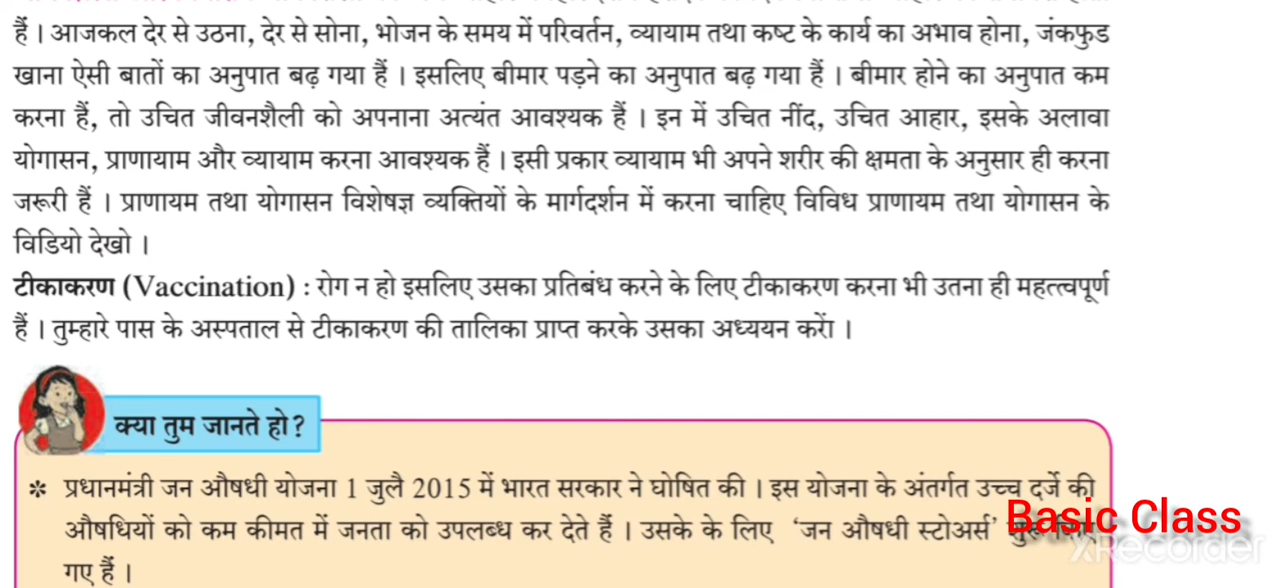 हैं । आजकल देर से उठना, देर से सोना, भोजन के समय में परिवर्तन, व्यायाम तथा कष्ट के कार्य का अभाव होना, जंकफुड
खाना ऐसी बातों का अनुपात बढ़ गया हैं । इसलिए बीमार पड़ने का अनुपात बढ़ गया हैं । बीमार होने का अनुपात कम
करना हैं, तो उचित जीवनशैली को अपनाना अत्यंत आवश्यक हैं । इन में उचित नींद, उचित आहार, इसके अलावा
योगासन, प्राणायाम और व्यायाम करना आवश्यक हैं । इसी प्रकार व्यायाम भी अपने शरीर की क्षमता के अनुसार ही करना
जरूरी हैं । प्राणायम तथा योगासन विशेषज्ञ व्यक्तियों के मार्गदर्शन में करना चाहिए विविध प्राणायम तथा योगासन के
विडियो देखो ।
टीकाकरण (Vaccination) : रोग न हो इसलिए उसका प्रतिबंध करने के लिए टीकाकरण करना भी उतना ही महत्त्वपूर्ण
हैं । तुम्हारे पास के अस्पताल से टीकाकरण की तालिका प्राप्त करके उसका अध्ययन करेां ।
क्या तुम जानते हो?
* प्रधानमंत्री जन औषधी योजना 1 जुलै 2015 में भारत सरकार ने घोषित की । इस योजना के अंतर्गत उच्च दर्जे की
औषधियों को कम कीमत में जनता को उपलब्ध कर देते हैं । उसके के लिए ‘जन औषधी स्टोअर्स’
गए हैं ।
Basic Class
XRecorder